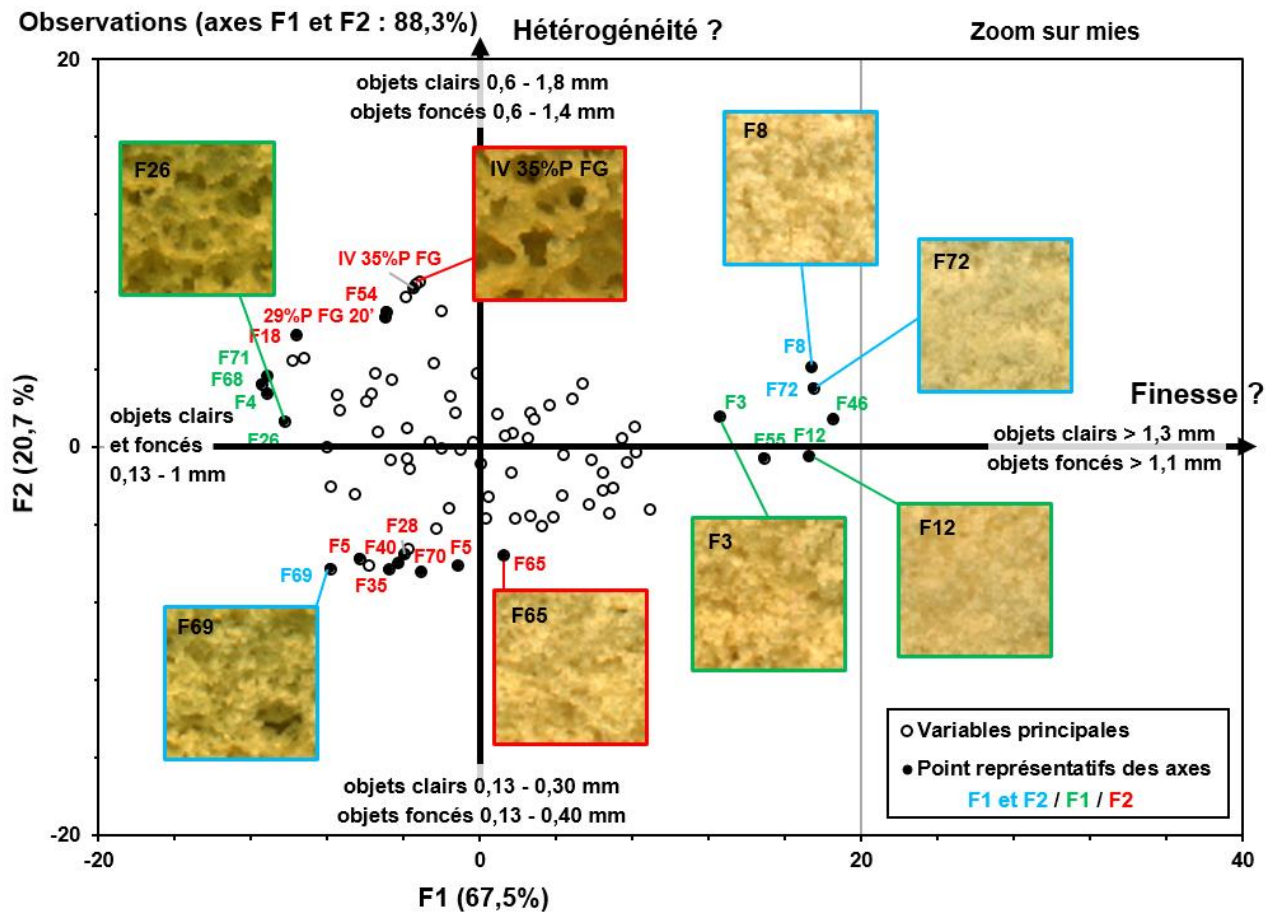 Observations (axes F1 et F2 : 88,3%)
Hétérogénéité ?
Zoom sur mies
20
objets clairs 0,6 - 1,8 mm
objets foncés 0,6 - 1,4 mm
F26
IV 35%P FG
F8
F72
IV 35%P FG
F54
29%P FG 20'
F18
F71
F68
F4
F26
F8
F72
F3
F46
F55
F12
Finesse ?
objets clairs
et foncés
0,13 - 1 mm
objets clairs > 1,3 mm
objets foncés > 1,1 mm
0
F2 (20,7 %)
F28
F5
F40
F70
F5
F65
F69
F35
F69
F65
F3
F12
objets clairs 0,13 - 0,30 mm
objets foncés 0,13 - 0,40 mm
Variables principales
Point représentifs des axes
F1 et F2 / F1 / F2
-20
-20
0
20
40
F1 (67,5%)